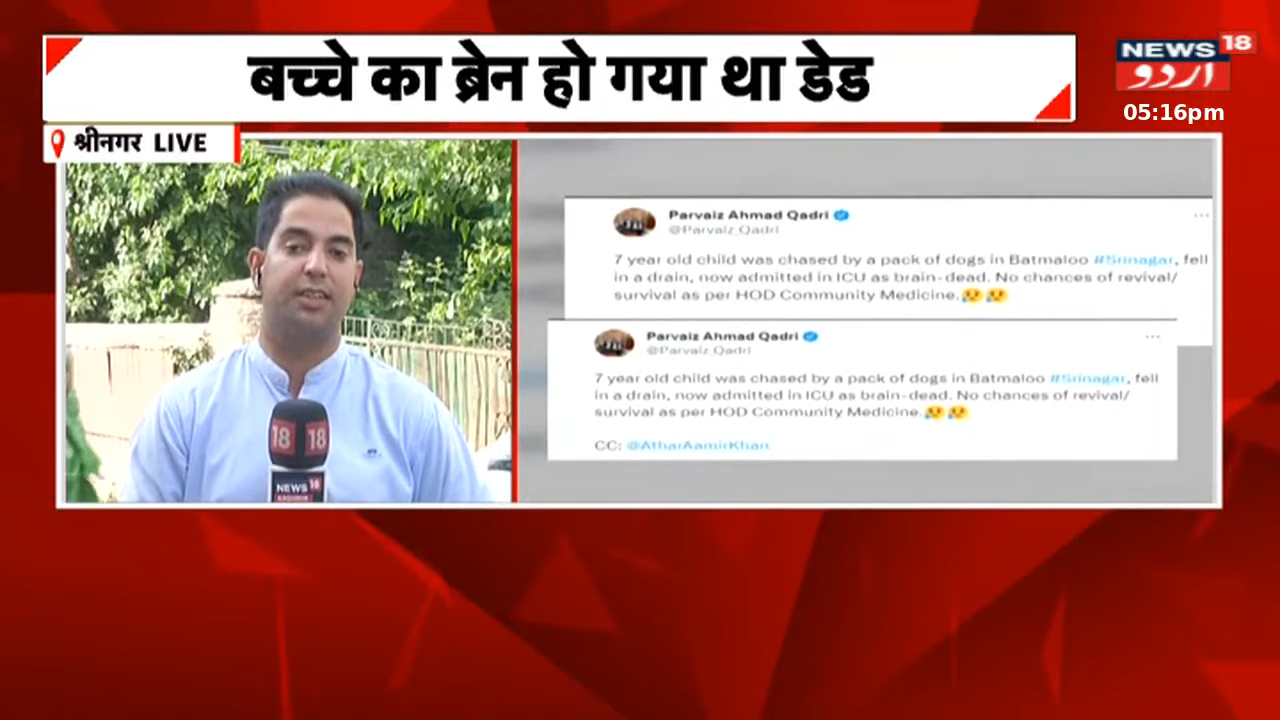 बच्चे का ब्रेन हो गया था डेड
NEWS 18
اردو
05:16pm
श्रीनगर LIVE
Parvaiz Ahmad Qadri
@Parvaiz_Qadri
7 year old child was chased by a pack of dogs in Batmaloo #Srinagar, fell
in a drain, now admitted in ICU as brain-dead. No chances of revival/
survival as per HOD Community Medicine.😥😥
Parvaiz Ahmad Qadri
@Parvaiz_Qadri
7 year old child was chased by a pack of dogs in Batmaloo #Srinagar, fell
in a drain, now admitted in ICU as brain-dead. No chances of revival/
survival as per HOD Community Medicine.😥😥
CC: @AtharAamirKhan
18 18
NEWS 18